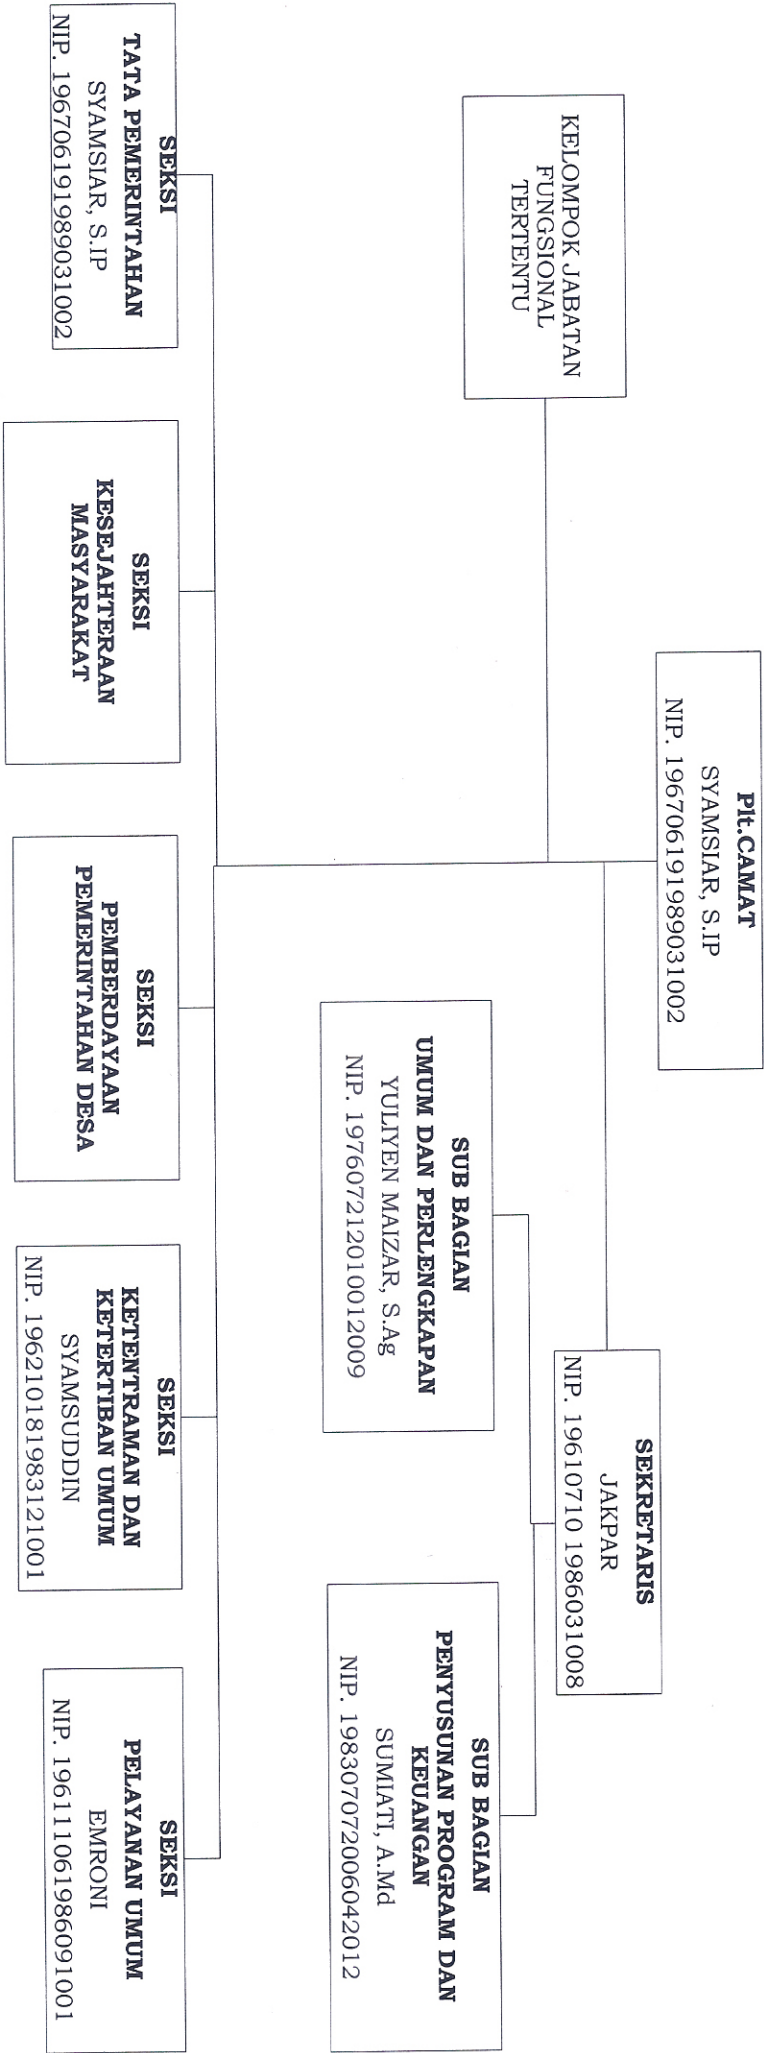 Plt.CAMAT
SYAMSIAR, S.IP
NIP. 196706191989031002
KELOMPOK JABATAN
FUNGSIONAL
TERTENTU
SEKRETARIS
JAKPAR
NIP. 19610710 1986031008
SUB BAGIAN
UMUM DAN PERLENGKAPAN
YULIYEN MAIZAR, S.Ag
NIP. 197607212010012009
SUB BAGIAN
PENYUSUNAN PROGRAM DAN
KEUANGAN
SUMIATI, A.Md
NIP. 198307072006042012
SEKSI
TATA PEMERINTAHAN
SYAMSIAR, S.IP
NIP. 196706191989031002
SEKSI
KESEJAHTERAAN
MASYARAKAT
SEKSI
PEMBERDAYAAN
PEMERINTAHAN DESA
SEKSI
KETENTRAMAN DAN
KETERTIBAN UMUM
SYAMSUDDIN
NIP. 196210181983121001
SEKSI
PELAYANAN UMUM
EMRONI
NIP. 196111061986091001